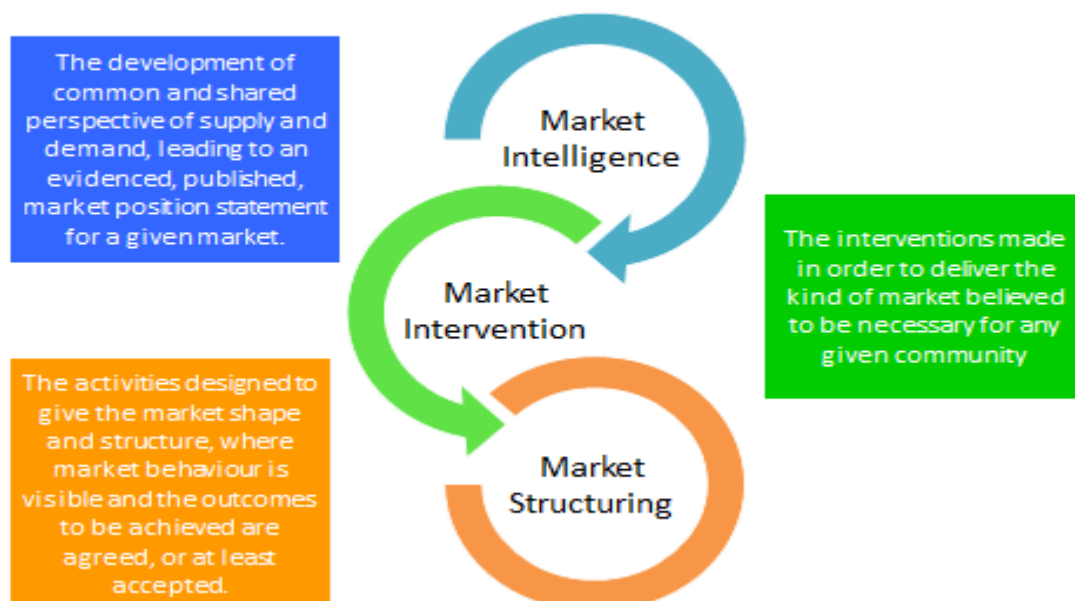 The development of
common and shared
perspective of supply and
demand, leading to an
evidenced, published,
market position statement
for a given market.
Market
Intelligence
The interventions made
in order to deliver the
kind of market believed
to be necessary for any
given community
Market
Intervention
The activities designed to
give the market shape
and structure, where
market behaviour is
visible and the outcomes
to be achieved are
agreed, or at least
accepted.
Market
Structuring